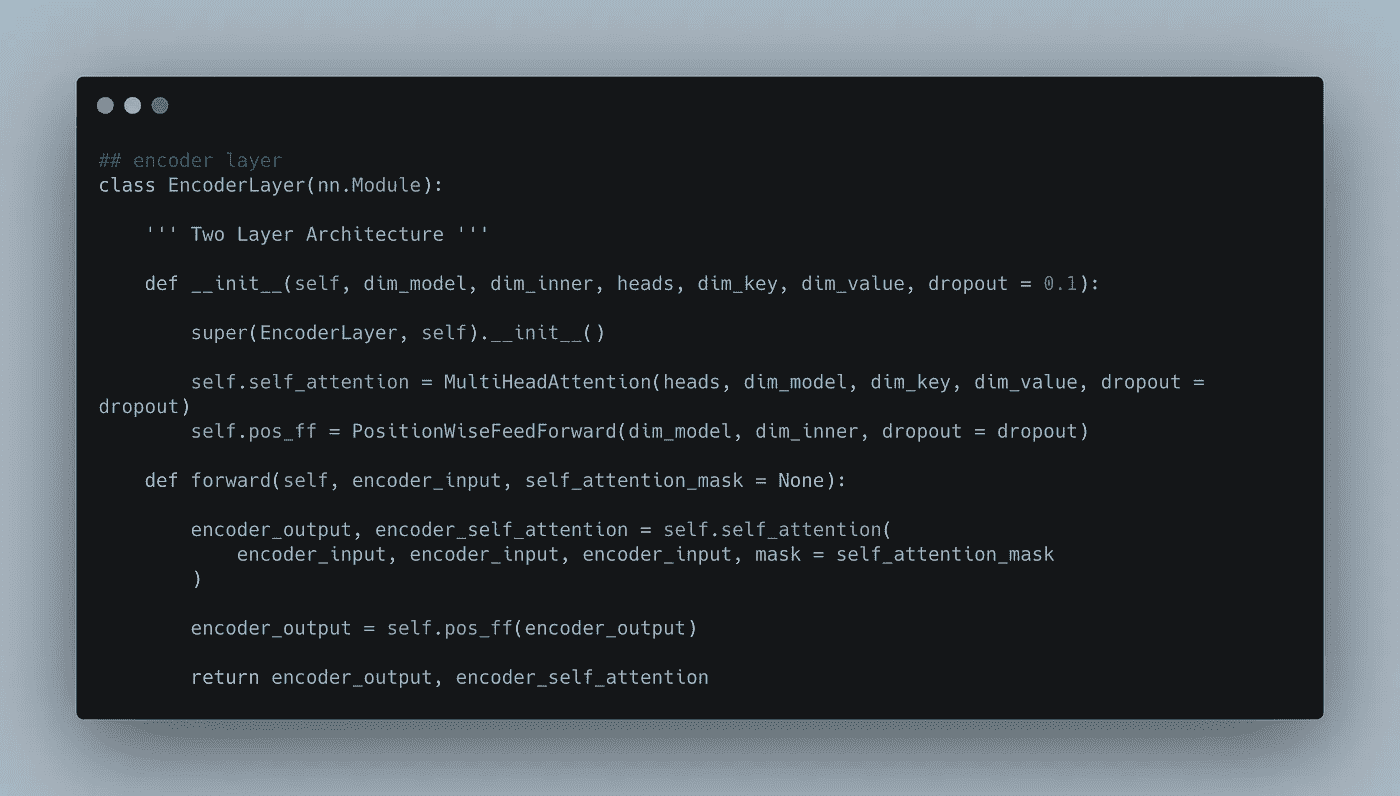 ## encoder layer
class EncoderLayer(nn.Module):
    ''' Two Layer Architecture '''
    def __init__(self, dim_model, dim_inner, heads, dim_key, dim_value, dropout = 0.1):
        super(EncoderLayer, self).__init__()
        self.self_attention = MultiHeadAttention(heads, dim_model, dim_key, dim_value, dropout =
dropout)
        self.pos_ff = PositionWiseFeedForward(dim_model, dim_inner, dropout = dropout)
    def forward(self, encoder_input, self_attention_mask = None):
        encoder_output, encoder_self_attention = self.self_attention(
            encoder_input, encoder_input, encoder_input, mask = self_attention_mask
        )
        encoder_output = self.pos_ff(encoder_output)
        return encoder_output, encoder_self_attention